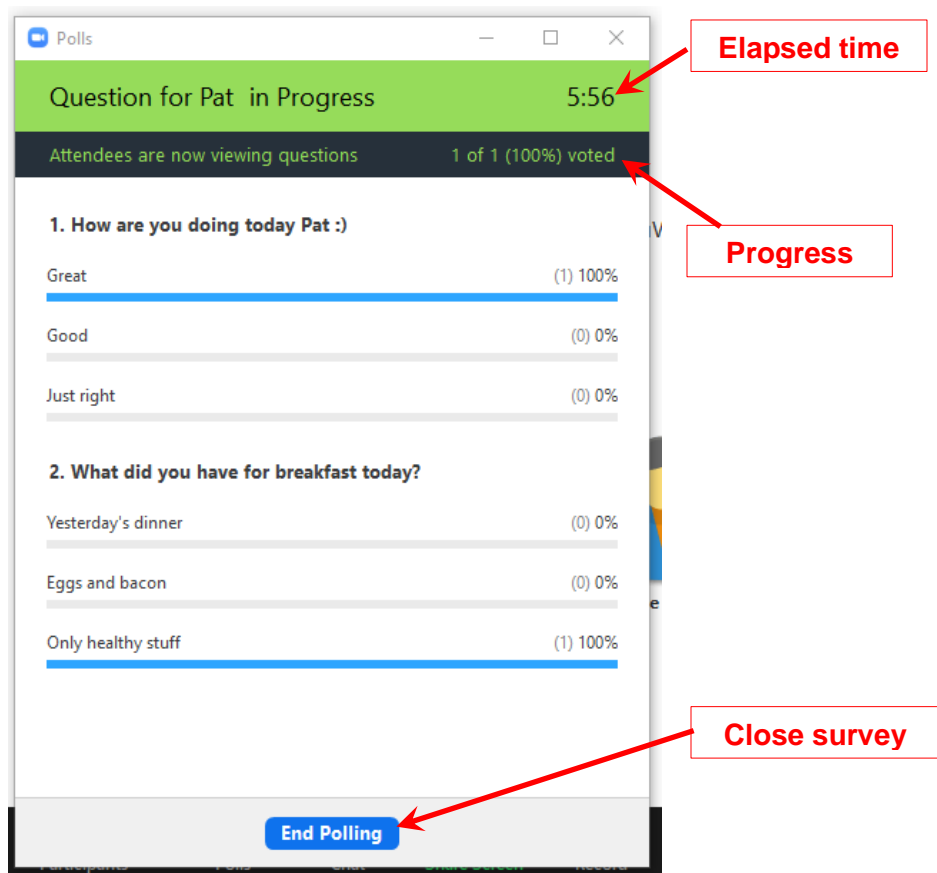 Polls
Elapsed time
Question for Pat in Progress 5:56
Attendees are now viewing questions 1 of 1 (100%) voted
1. How are you doing today Pat :)
Progress
Great (1) 100%
Good (0) 0%
Just right (0) 0%
2. What did you have for breakfast today?
Yesterday's dinner (0) 0%
Eggs and bacon (0) 0%
Only healthy stuff (1) 100%
Close survey
End Polling